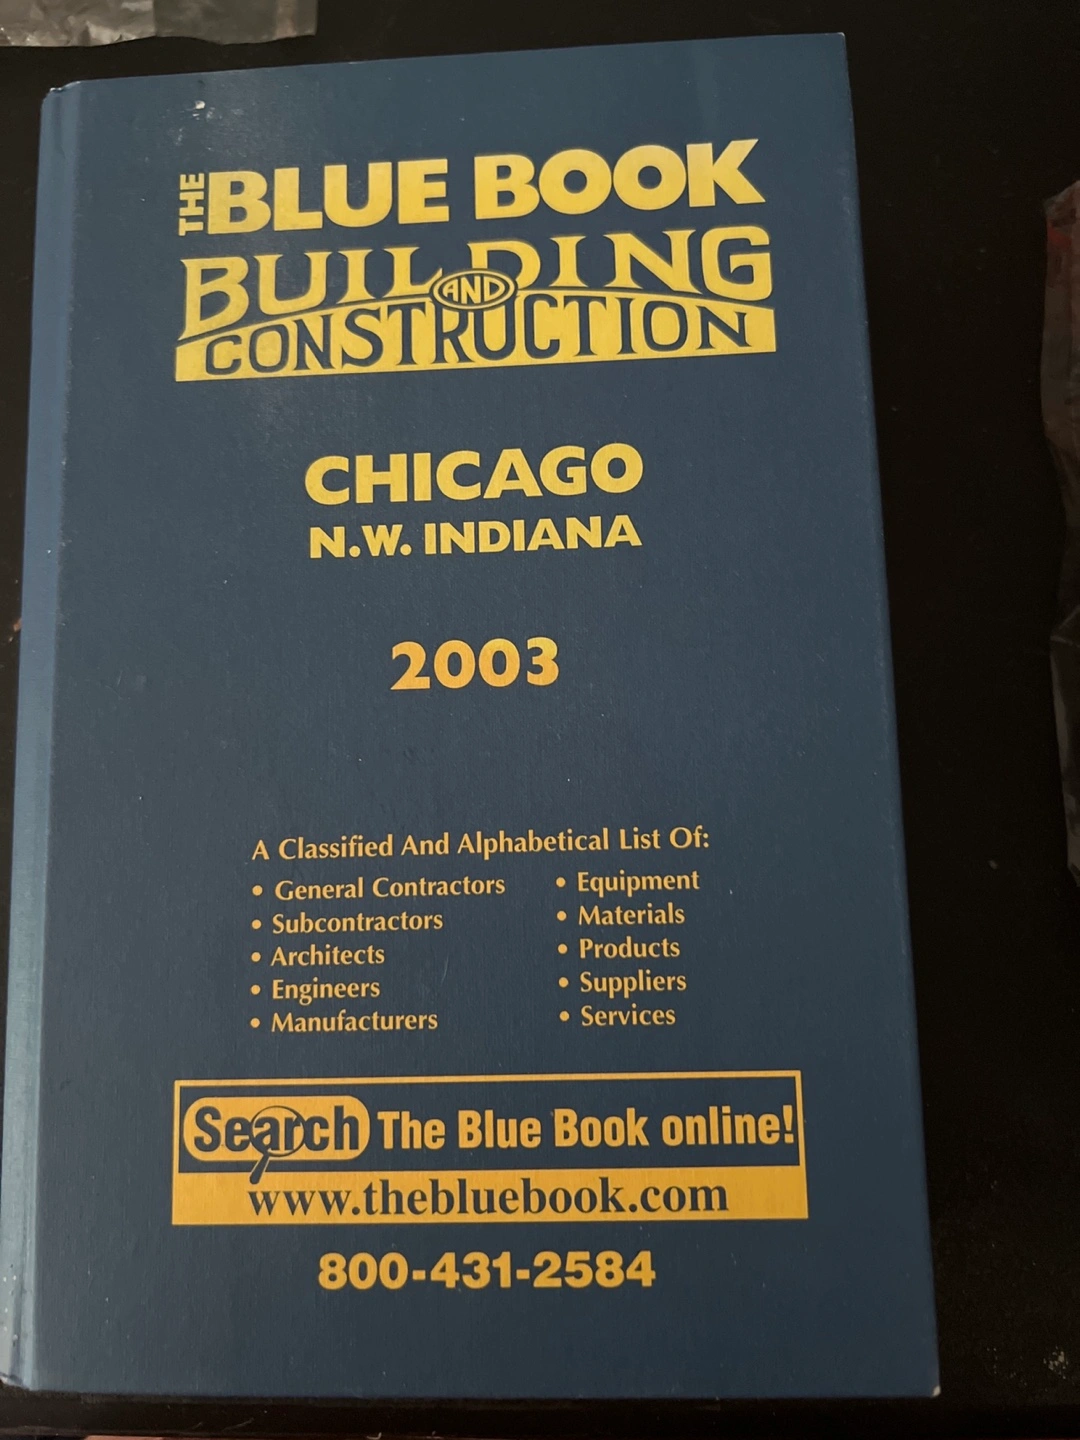 THE BLUE BOOK
BUILDING
AND
CONSTRUCTION
CHICAGO
N.W. INDIANA
2003
A Classified And Alphabetical List Of:
• General Contractors
• Subcontractors
• Architects
• Engineers
• Manufacturers
• Equipment
• Materials
• Products
• Suppliers
• Services
Search The Blue Book online!
www.thebluebook.com
800-431-2584